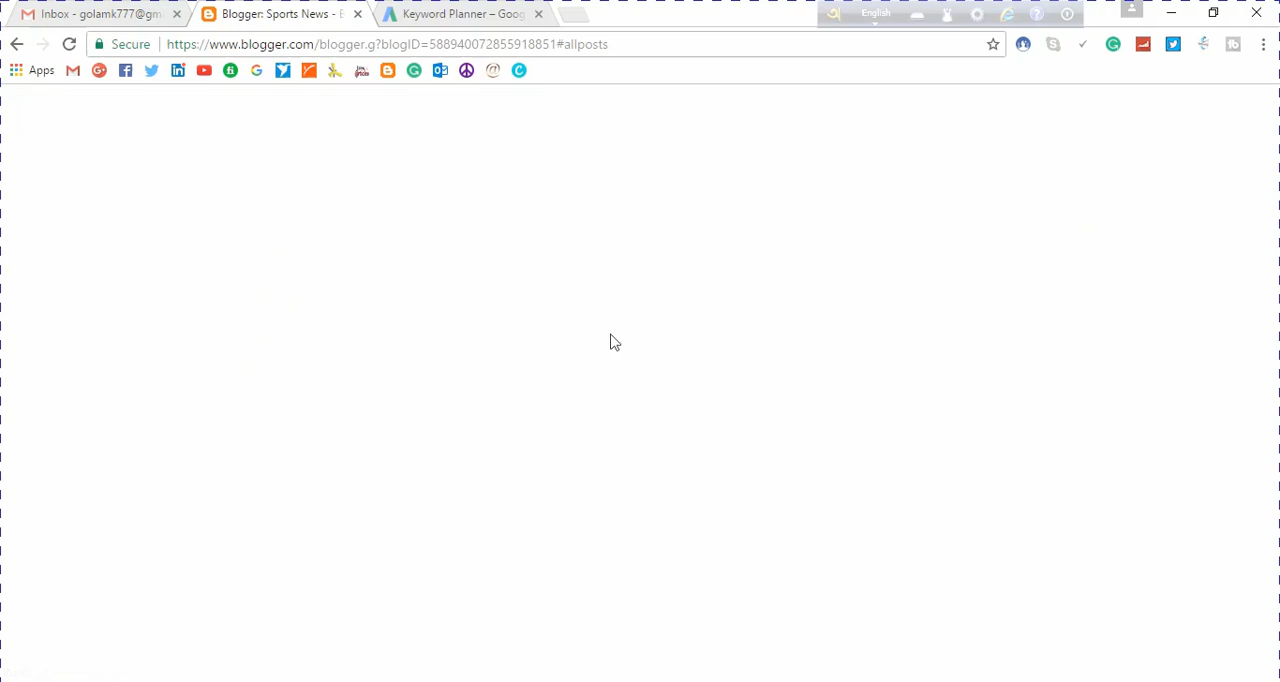 Inbox - golamk777@gm
Blogger: Sports News - E
Keyword Planner – Goog
English
Secure
https://www.blogger.com/blogger.g?blogID=588940072855918851#allposts
Apps